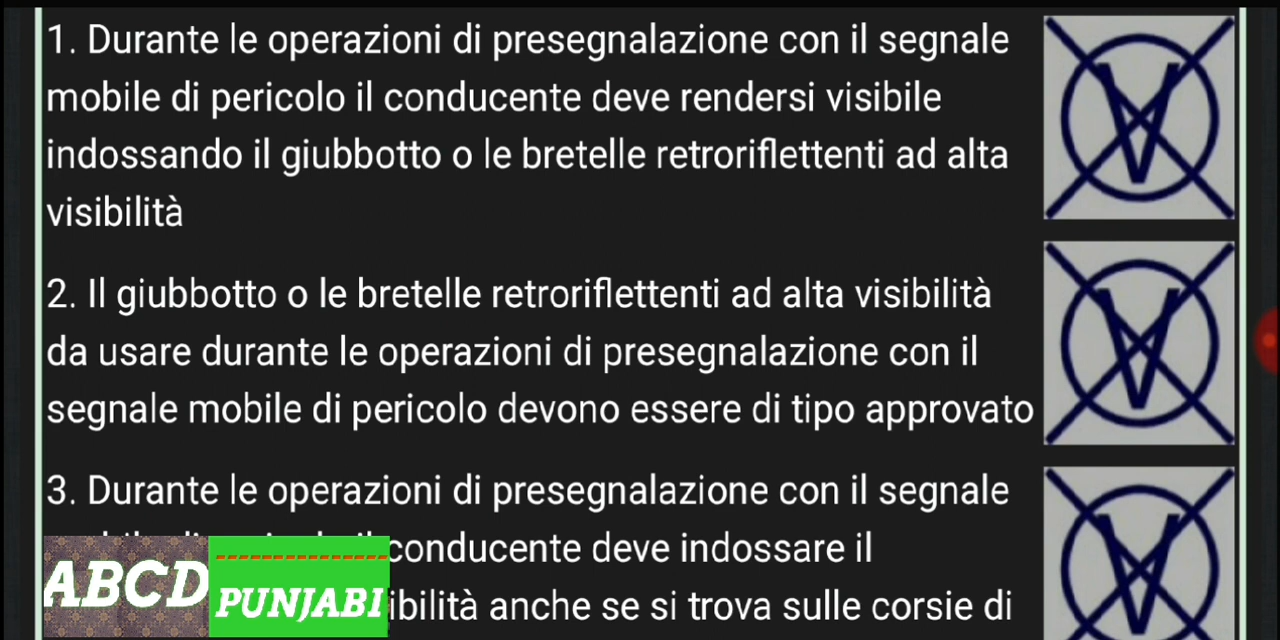 1. Durante le operazioni di presegnalazione con il segnale
mobile di pericolo il conducente deve rendersi visibile
indossando il giubbotto o le bretelle retroriflettenti ad alta
visibilità
V
2. Il giubbotto o le bretelle retroriflettenti ad alta visibilità
da usare durante le operazioni di presegnalazione con il
segnale mobile di pericolo devono essere di tipo approvato
V
3. Durante le operazioni di presegnalazione con il segnale
conducente deve indossare il
anche se si trova sulle corsie di
V
ABCD
PUNJABI